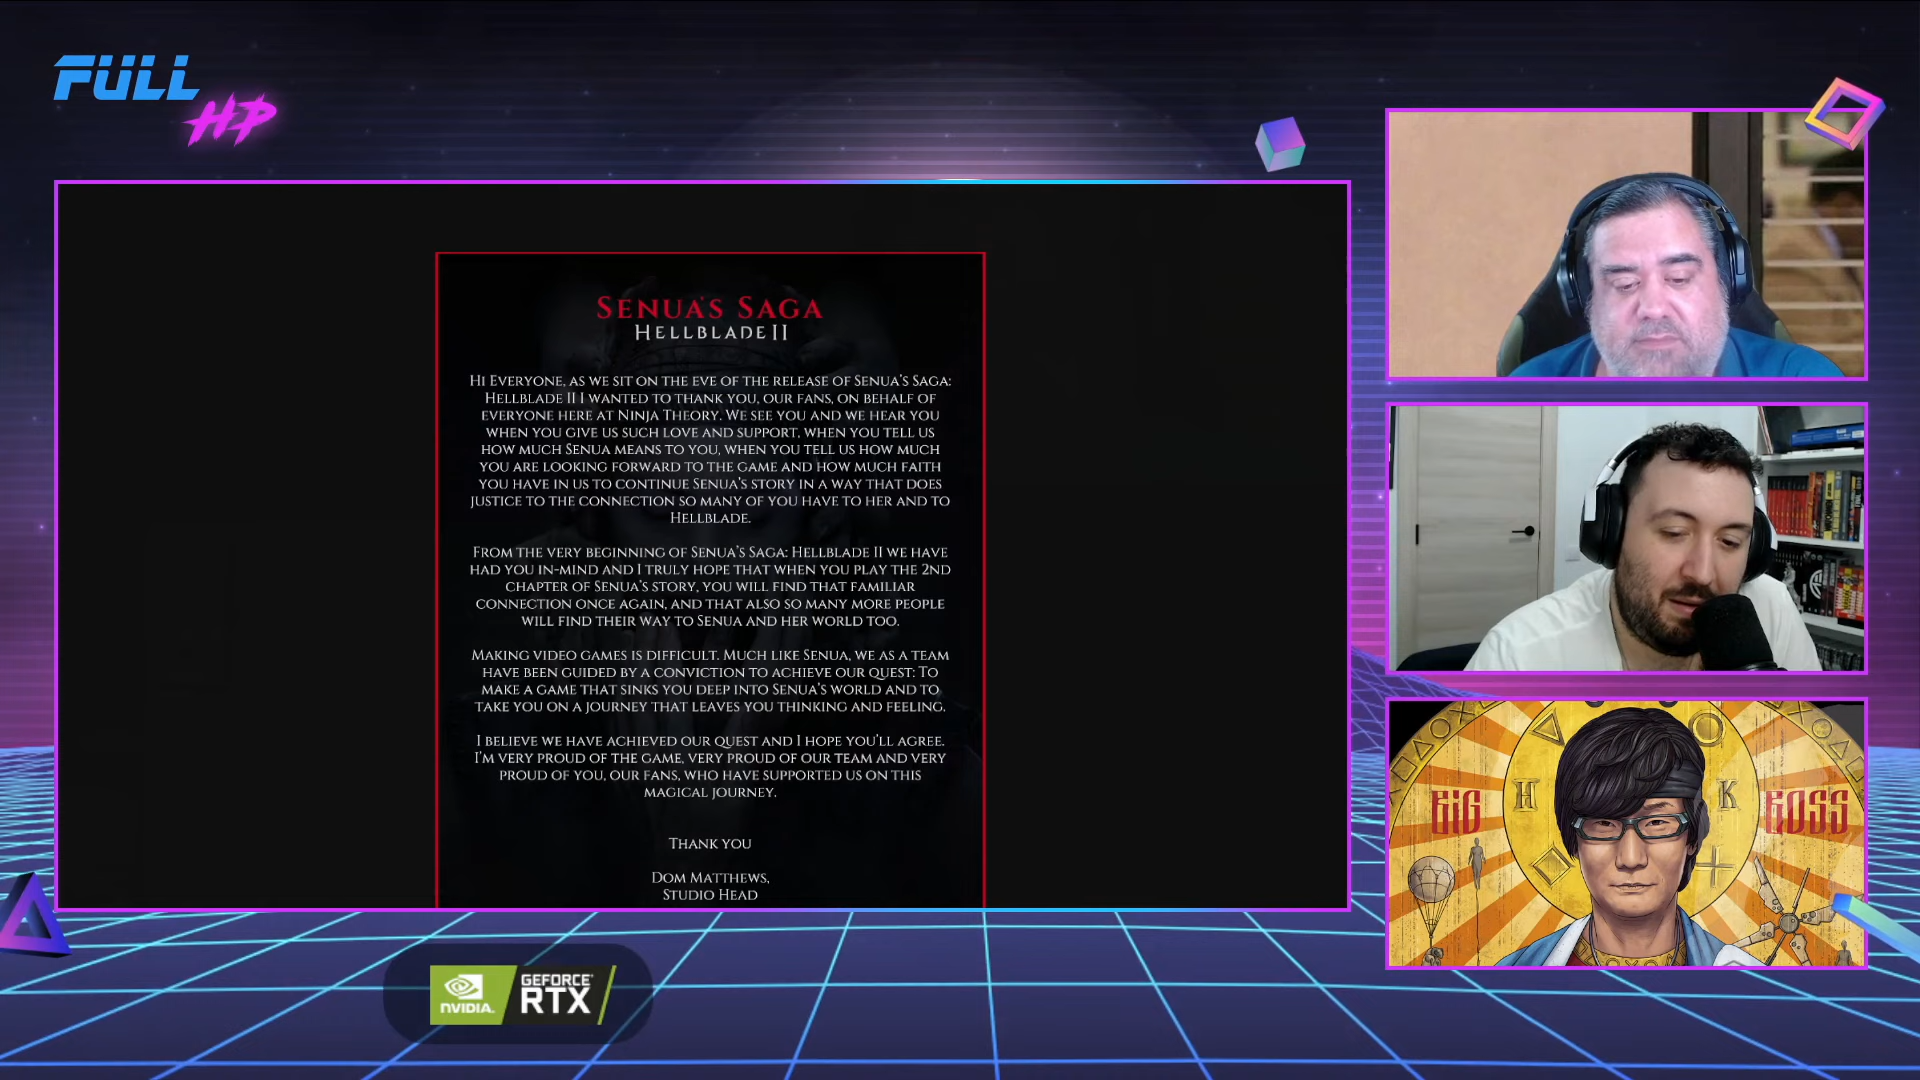 FULL
HP
SENUA'S SAGA
HELLBLADE II
HI EVERYONE, AS WE SIT ON THE EVE OF THE RELEASE OF SENUA'S SAGA:
HELLBLADE II I WANTED TO THANK YOU, OUR FANS, ON BEHALF OF
EVERYONE HERE AT NINJA THEORY. WE SEE YOU AND WE HEAR YOU
WHEN YOU GIVE US SUCH LOVE AND SUPPORT, WHEN YOU TELL US
HOW MUCH SENUA MEANS TO YOU, WHEN YOU TELL US HOW MUCH
YOU ARE LOOKING FORWARD TO THE GAME AND HOW MUCH FAITH
YOU HAVE IN US TO CONTINUE SENUA'S STORY IN A WAY THAT DOES
JUSTICE TO THE CONNECTION SO MANY OF YOU HAVE TO HER AND TO
HELLBLADE.
FROM THE VERY BEGINNING OF SENUA'S SAGA: HELLBLADE II WE HAVE
HAD YOU IN-MIND AND I TRULY HOPE THAT WHEN YOU PLAY THE 2ND
CHAPTER OF SENUA'S STORY, YOU WILL FIND THAT FAMILIAR
CONNECTION ONCE AGAIN, AND THAT ALSO SO MANY MORE PEOPLE
WILL FIND THEIR WAY TO SENUA AND HER WORLD TOO.
MAKING VIDEO GAMES IS DIFFICULT. MUCH LIKE SENUA, WE AS A TEAM
HAVE BEEN GUIDED BY A CONVICTION TO ACHIEVE OUR QUEST: TO
MAKE A GAME THAT SINKS YOU DEEP INTO SENUA'S WORLD AND TO
TAKE YOU ON A JOURNEY THAT LEAVES YOU THINKING AND FEELING.
I BELIEVE WE HAVE ACHIEVED OUR QUEST AND I HOPE YOU'LL AGREE.
I'M VERY PROUD OF THE GAME, VERY PROUD OF OUR TEAM AND VERY
PROUD OF YOU, OUR FANS, WHO HAVE SUPPORTED US ON THIS
MAGICAL JOURNEY.
THANK YOU
DOM MATTHEWS,
STUDIO HEAD
BIG H K BOSS
NVIDIA. GEFORCE
RTX